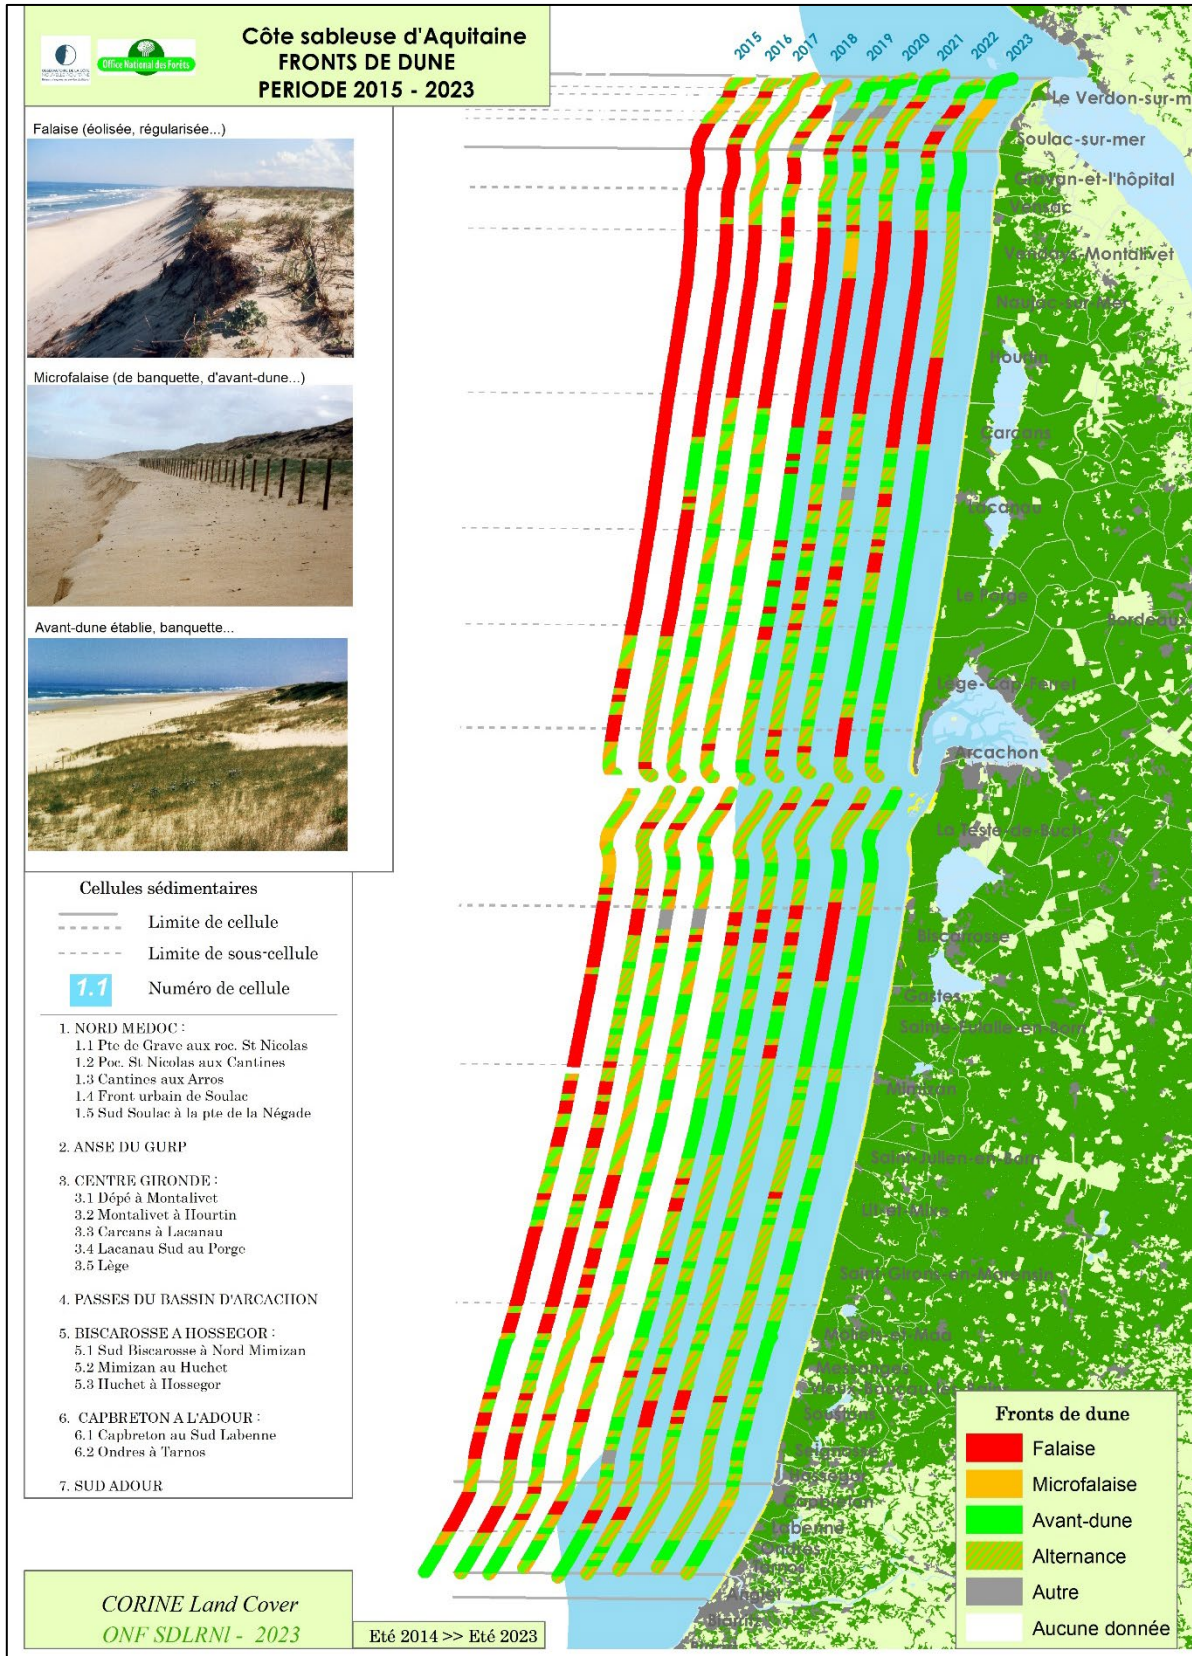 Office National des Forêts
Côte sableuse d'Aquitaine
FRONTS DE DUNE
PERIODE 2015 - 2023
2015
2016
2017
2018
2019
2020
2021
2022
2023
Falaise (éolisée, régularisée...)
Microfalaise (de banquette, d'avant-dune...)
Avant-dune établie, banquette...
Cellules sédimentaires
Limite de cellule
Limite de sous-cellule
1.1 Numéro de cellule
1. NORD MEDOC :
1.1 Pte de Grave aux roc. St Nicolas
1.2 Poc. St Nicolas aux Cantines
1.3 Cantines aux Arros
1.4 Front urbain de Soulac
1.5 Sud Soulac à la pte de la Négade
2. ANSE DU GURP
3. CENTRE GIRONDE :
3.1 Dépé à Montalivet
3.2 Montalivet à Hourtin
3.3 Carcans à Lacanau
3.4 Lacanau Sud au Porge
3.5 Lège
4. PASSES DU BASSIN D'ARCACHON
5. BISCAROSSE A HOSSEGOR :
5.1 Sud Biscarosse à Nord Mimizan
5.2 Mimizan au Huchet
5.3 Huchet à Hossegor
6. CAPBRETON A L'ADOUR :
6.1 Capbreton au Sud Labenne
6.2 Ondres à Tarnos
7. SUD ADOUR
CORINE Land Cover
ONF SDLRNI - 2023
Eté 2014 >> Eté 2023
Le Verdon-sur-m
Soulac-sur-mer
Grayan-et-l'hôpital
Vensac
Vendays-Montalivet
Naujac-sur-Mer
Hourtin
Carcans
Lacanau
Le Porge
Bordeaux
Lège-Cap-Ferret
Arcachon
La Teste-de-Buch
Biscarrosse
Gastes
Sainte-Eulalie-en-Born
Mimizan
Saint-Julien-en-Born
Lit-et-Mixe
Saint-Girons-en-Marensin
Moliets-et-Maa
Messanges
Vieux-Boucau-les-Bains
Soustons
Seignosse
Hossegor
Capbreton
Labenne
Ondres
Tarnos
Anglet
Fronts de dune
Falaise
Microfalaise
Avant-dune
Alternance
Autre
Aucune donnée